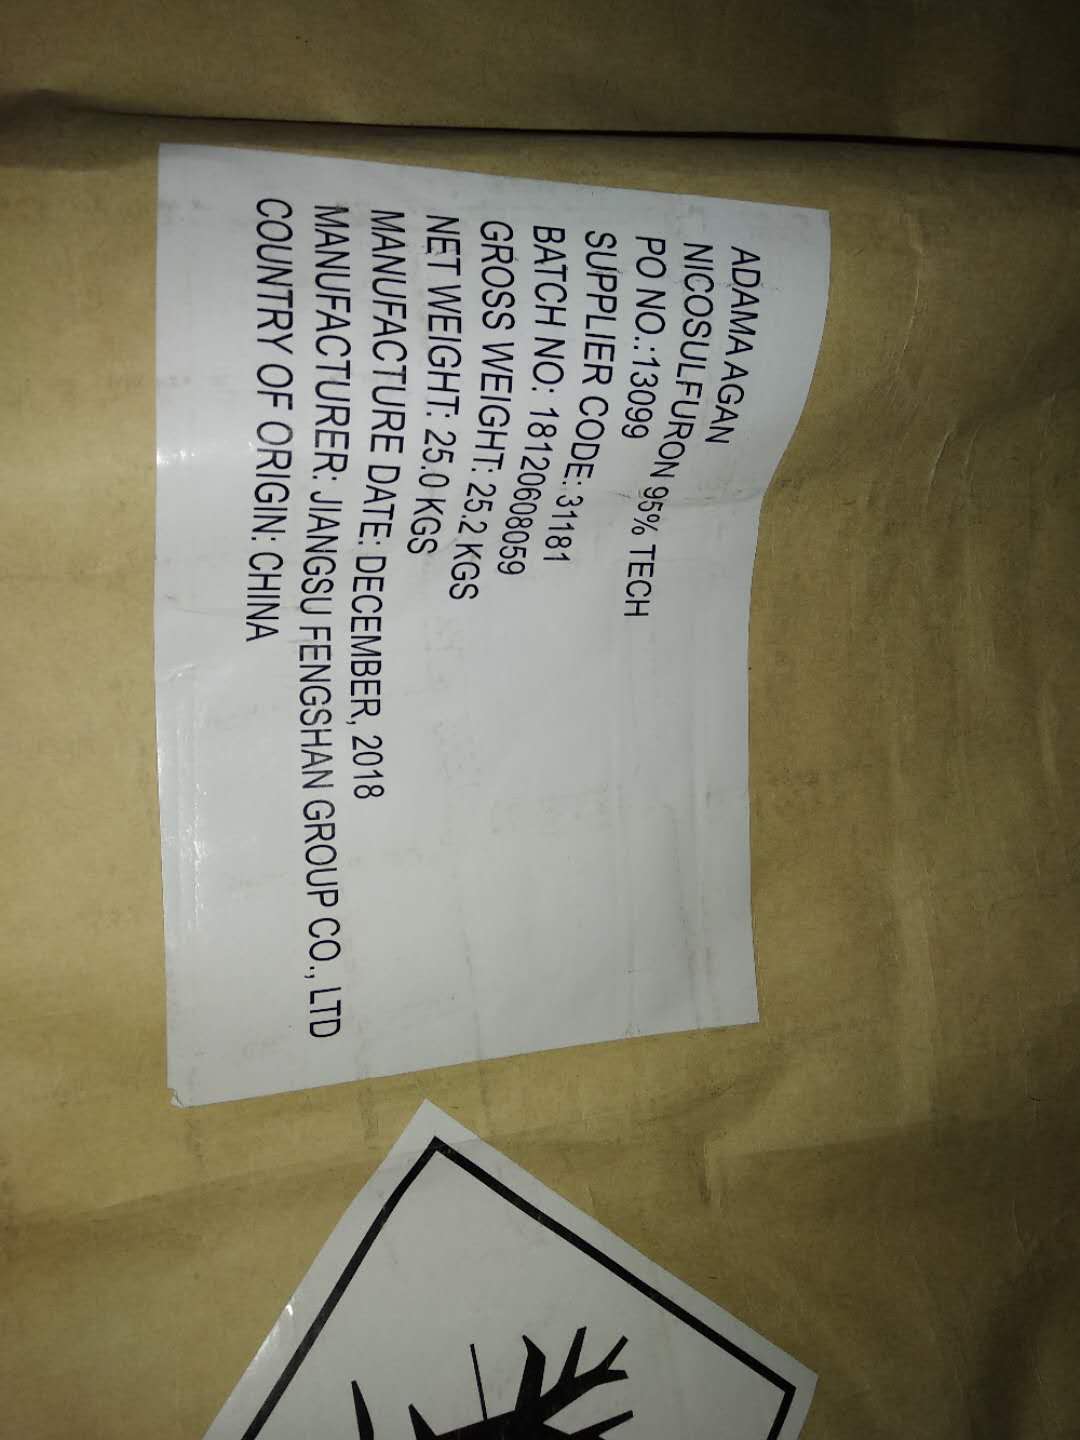 ADAMA AGAN
NICOSULFURON 95% TECH
PO NO.:13099
SUPPLIER CODE: 31181
BATCH NO: 18120608059
GROSS WEIGHT: 25.2 KGS
NET WEIGHT: 25.0 KGS
MANUFACTURE DATE: DECEMBER, 2018
MANUFACTURER: JIANGSU FENGSHAN GROUP CO., LTD
COUNTRY OF ORIGIN: CHINA